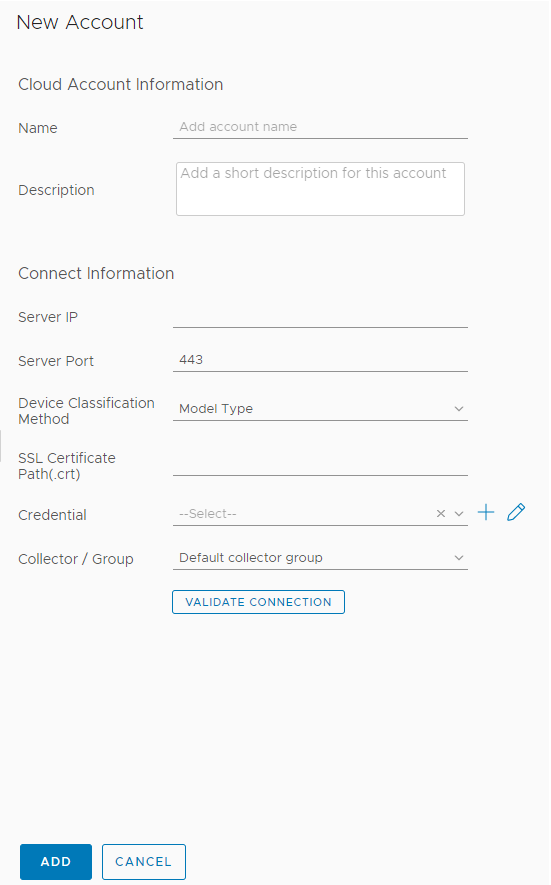 New Account
Cloud Account Information
Name
Add account name
Description
Add a short description for this account
Connect Information
Server IP
Server Port
443
Device Classification
Method
Model Type
SSL Certificate
Path(.crt)
Credential
--Select--
Collector / Group
Default collector group
VALIDATE CONNECTION
ADD
CANCEL